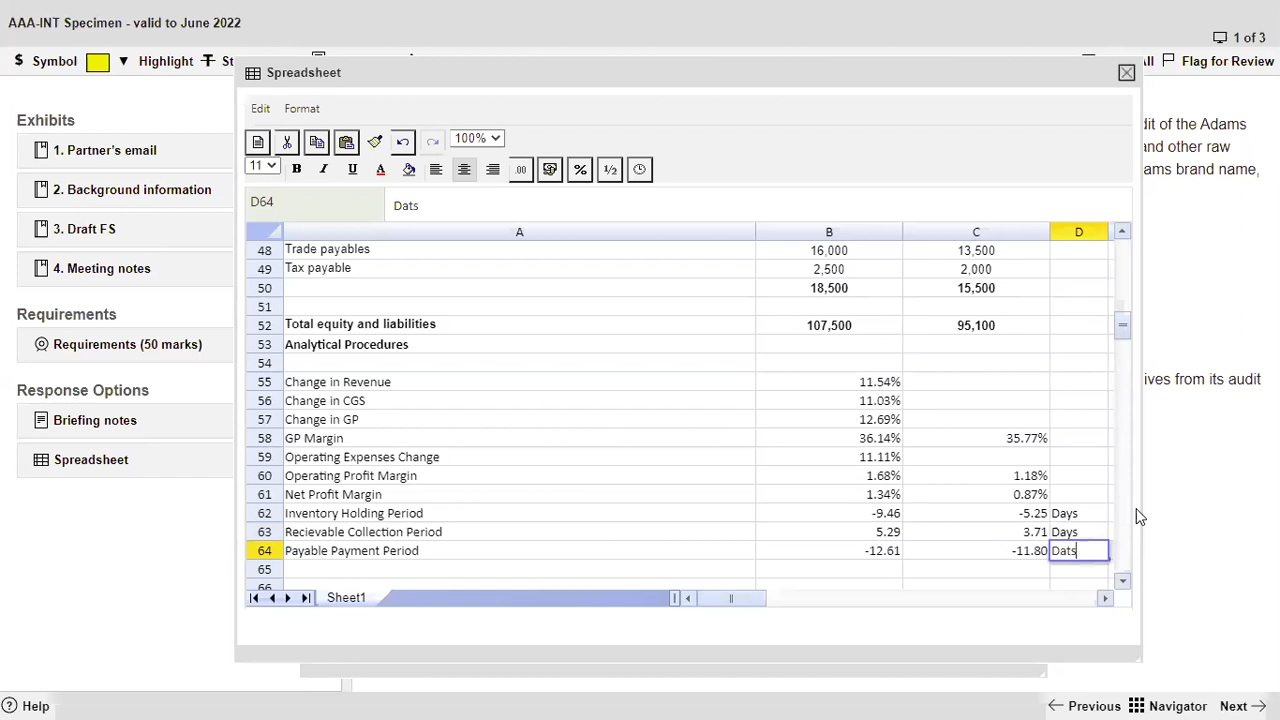 AAA-INT Specimen - valid to June 2022
1 of 3
$ Symbol Highlight T All Flag for Review
Spreadsheet
Exhibits
1. Partner's email
2. Background information
3. Draft FS
4. Meeting notes
Requirements
Requirements (50 marks)
Response Options
Briefing notes
Spreadsheet
dit of the Adams
and other raw
ams brand name,
ives from its audit
Edit Format
100%
11 B I U A .00 % 1/2
D64 Dats
A B C D
48 Trade payables 16,000 13,500
49 Tax payable 2,500 2,000
50 18,500 15,500
51
52 Total equity and liabilities 107,500 95,100
53 Analytical Procedures
54
55 Change in Revenue 11.54%
56 Change in CGS 11.03%
57 Change in GP 12.69%
58 GP Margin 36.14% 35.77%
59 Operating Expenses Change 11.11%
60 Operating Profit Margin 1.68% 1.18%
61 Net Profit Margin 1.34% 0.87%
62 Inventory Holding Period -9.46 -5.25 Days
63 Recievable Collection Period 5.29 3.71 Days
64 Payable Payment Period -12.61 -11.80 Dats
65
66
Sheet1
Help Previous Navigator Next